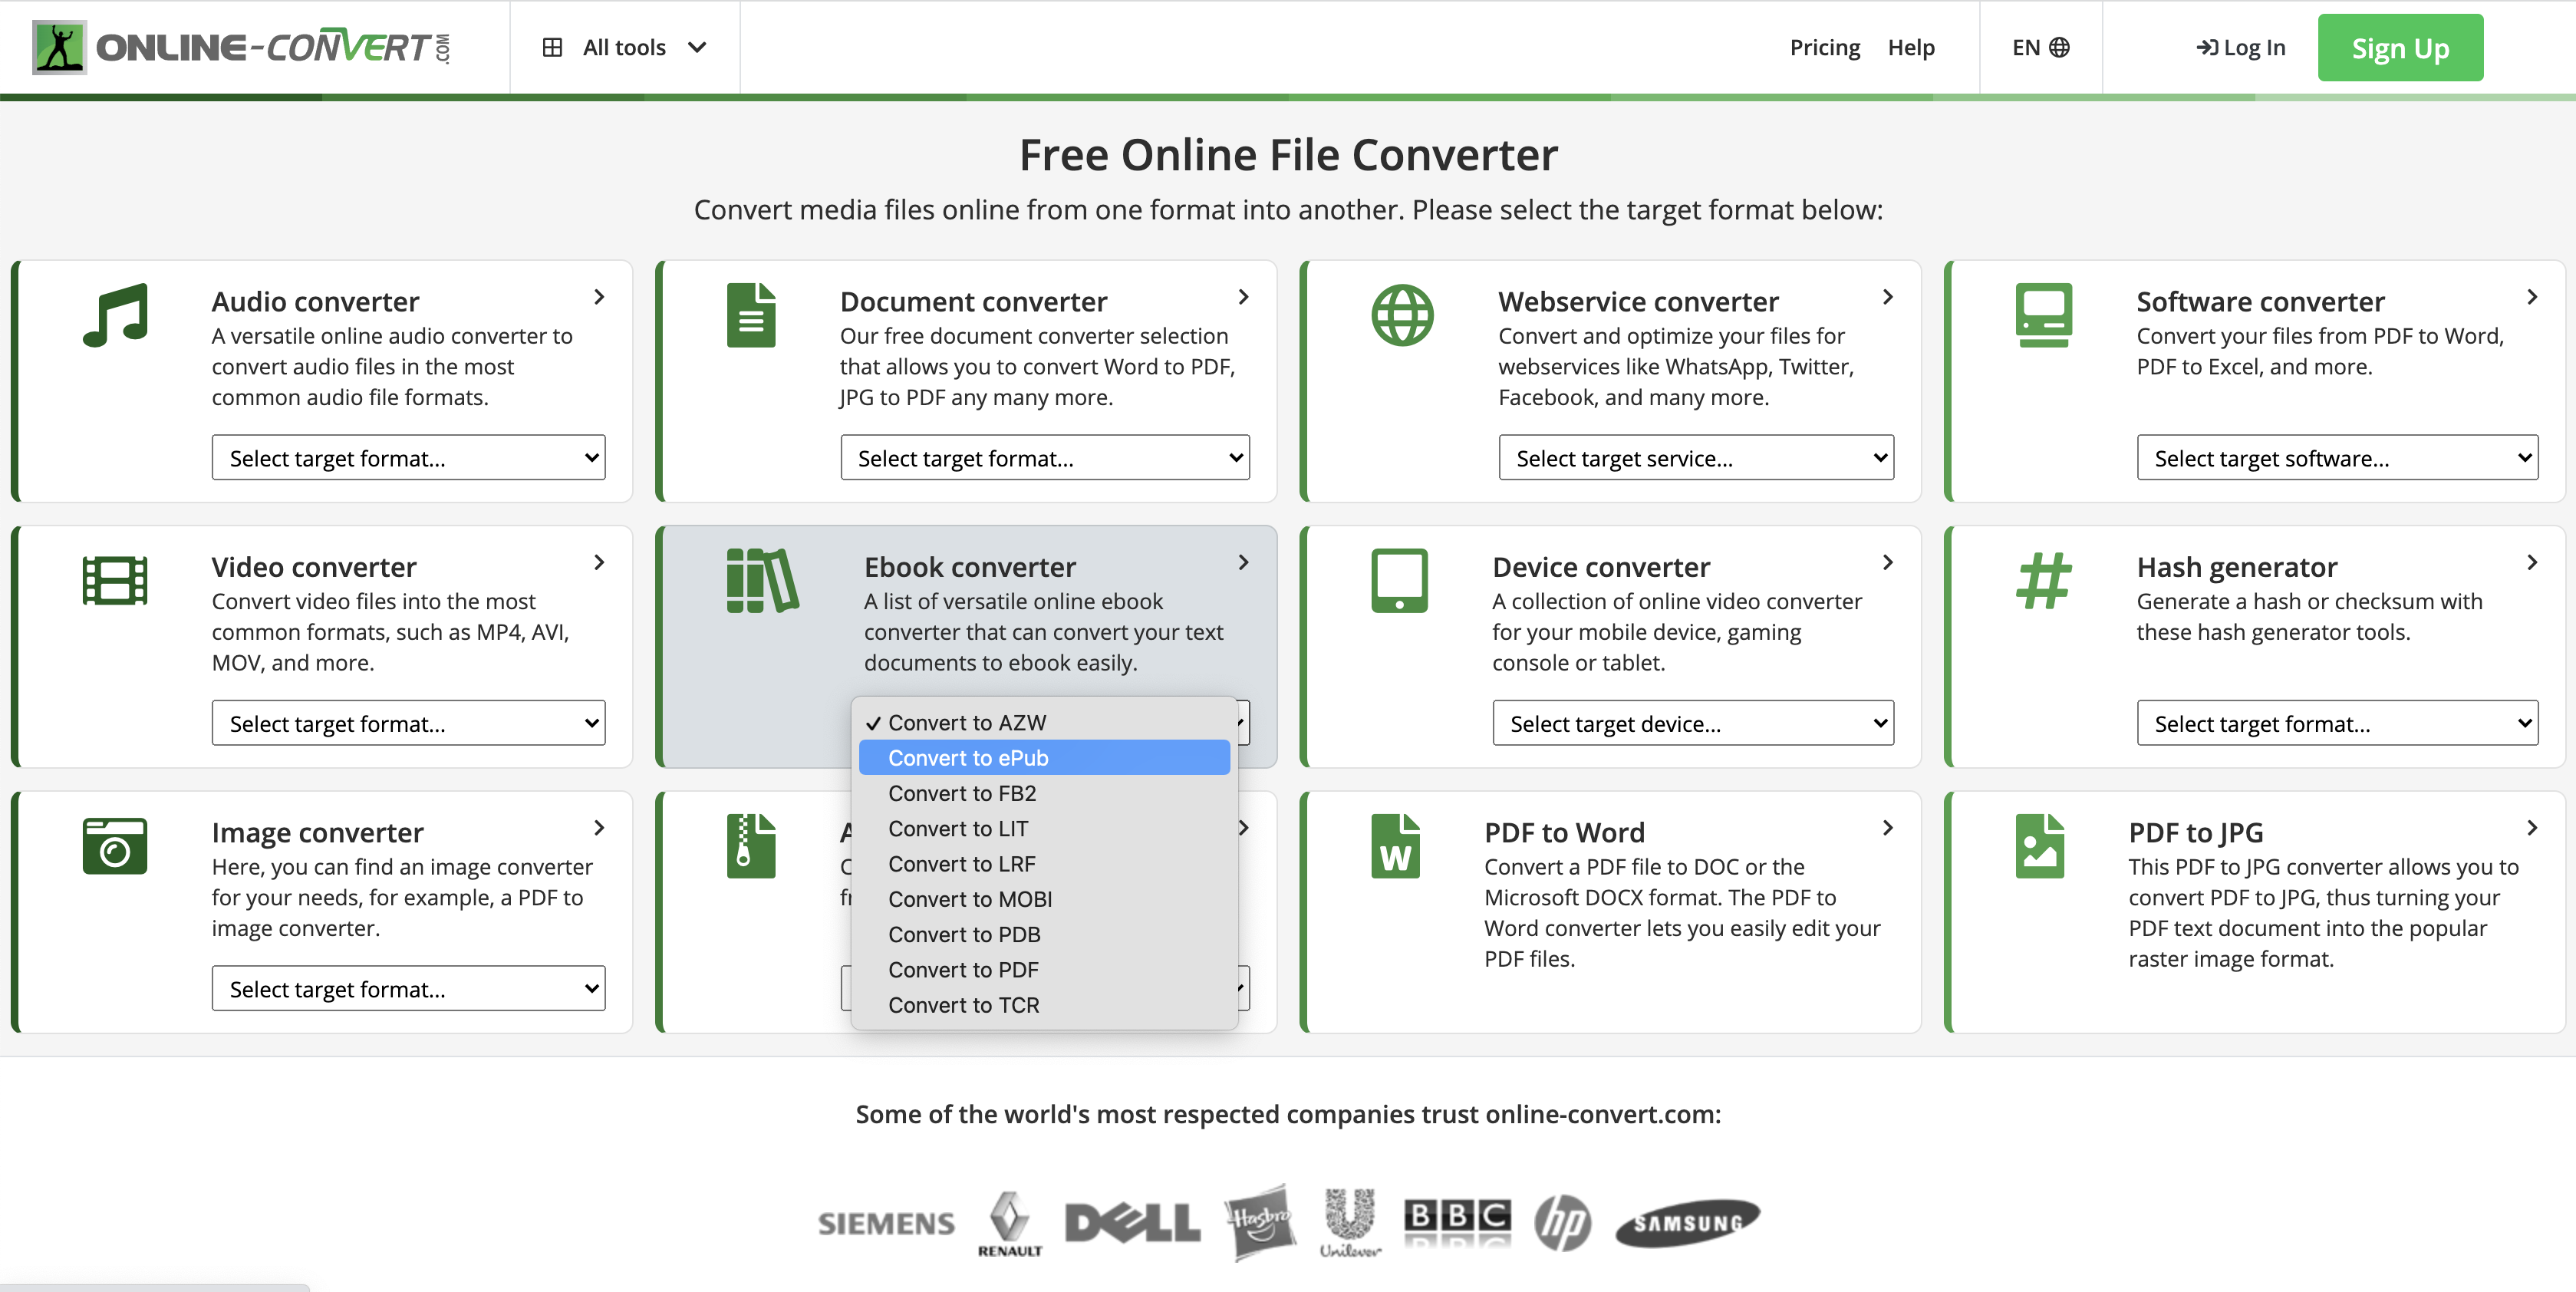 ONLINE-CONVERT.COM
All tools
Pricing
Help
EN
Log In
Sign Up
Free Online File Converter
Convert media files online from one format into another. Please select the target format below:
Audio converter
A versatile online audio converter to
convert audio files in the most
common audio file formats.
Select target format...
Document converter
Our free document converter selection
that allows you to convert Word to PDF,
JPG to PDF any many more.
Select target format...
Webservice converter
Convert and optimize your files for
webservices like WhatsApp, Twitter,
Facebook, and many more.
Select target service...
Software converter
Convert your files from PDF to Word,
PDF to Excel, and more.
Select target software...
Video converter
Convert video files into the most
common formats, such as MP4, AVI,
MOV, and more.
Select target format...
Ebook converter
A list of versatile online ebook
converter that can convert your text
documents to ebook easily.
✓ Convert to AZW
Convert to ePub
Convert to FB2
Convert to LIT
Convert to LRF
Convert to MOBI
Convert to PDB
Convert to PDF
Convert to TCR
Device converter
A collection of online video converter
for your mobile device, gaming
console or tablet.
Select target device...
Hash generator
Generate a hash or checksum with
these hash generator tools.
Select target format...
Image converter
Here, you can find an image converter
for your needs, for example, a PDF to
image converter.
Select target format...
W
PDF to Word
Convert a PDF file to DOC or the
Microsoft DOCX format. The PDF to
Word converter lets you easily edit your
PDF files.
PDF to JPG
This PDF to JPG converter allows you to
convert PDF to JPG, thus turning your
PDF text document into the popular
raster image format.
Some of the world's most respected companies trust online-convert.com:
SIEMENS
RENAULT
DELL
Hasbro
Unilever
BBC
hp
SAMSUNG